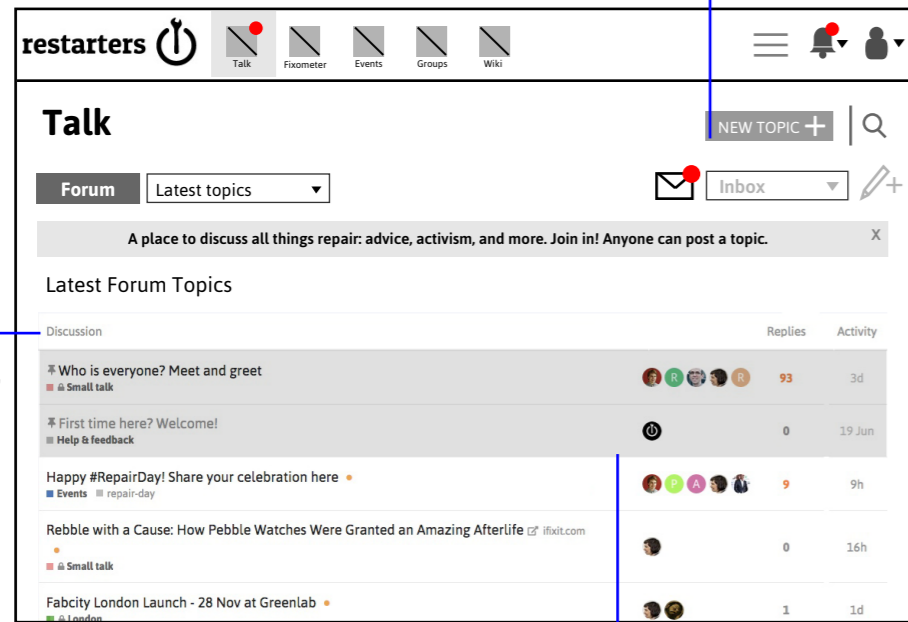 restarters
Talk
Fixometer
Events
Groups
Wiki
Talk
NEW TOPIC +
Forum
Latest topics
Inbox
A place to discuss all things repair: advice, activism, and more. Join in! Anyone can post a topic.
X
Latest Forum Topics
Discussion Replies Activity
Who is everyone? Meet and greet
R R 93 3d
Small talk
First time here? Welcome!
0 19 Jun
Help & feedback
Happy #RepairDay! Share your celebration here
P A 9 9h
Events repair-day
Rebble with a Cause: How Pebble Watches Were Granted an Amazing Afterlife ifixit.com
0 16h
Small talk
Fabcity London Launch - 28 Nov at Greenlab
1 1d
London